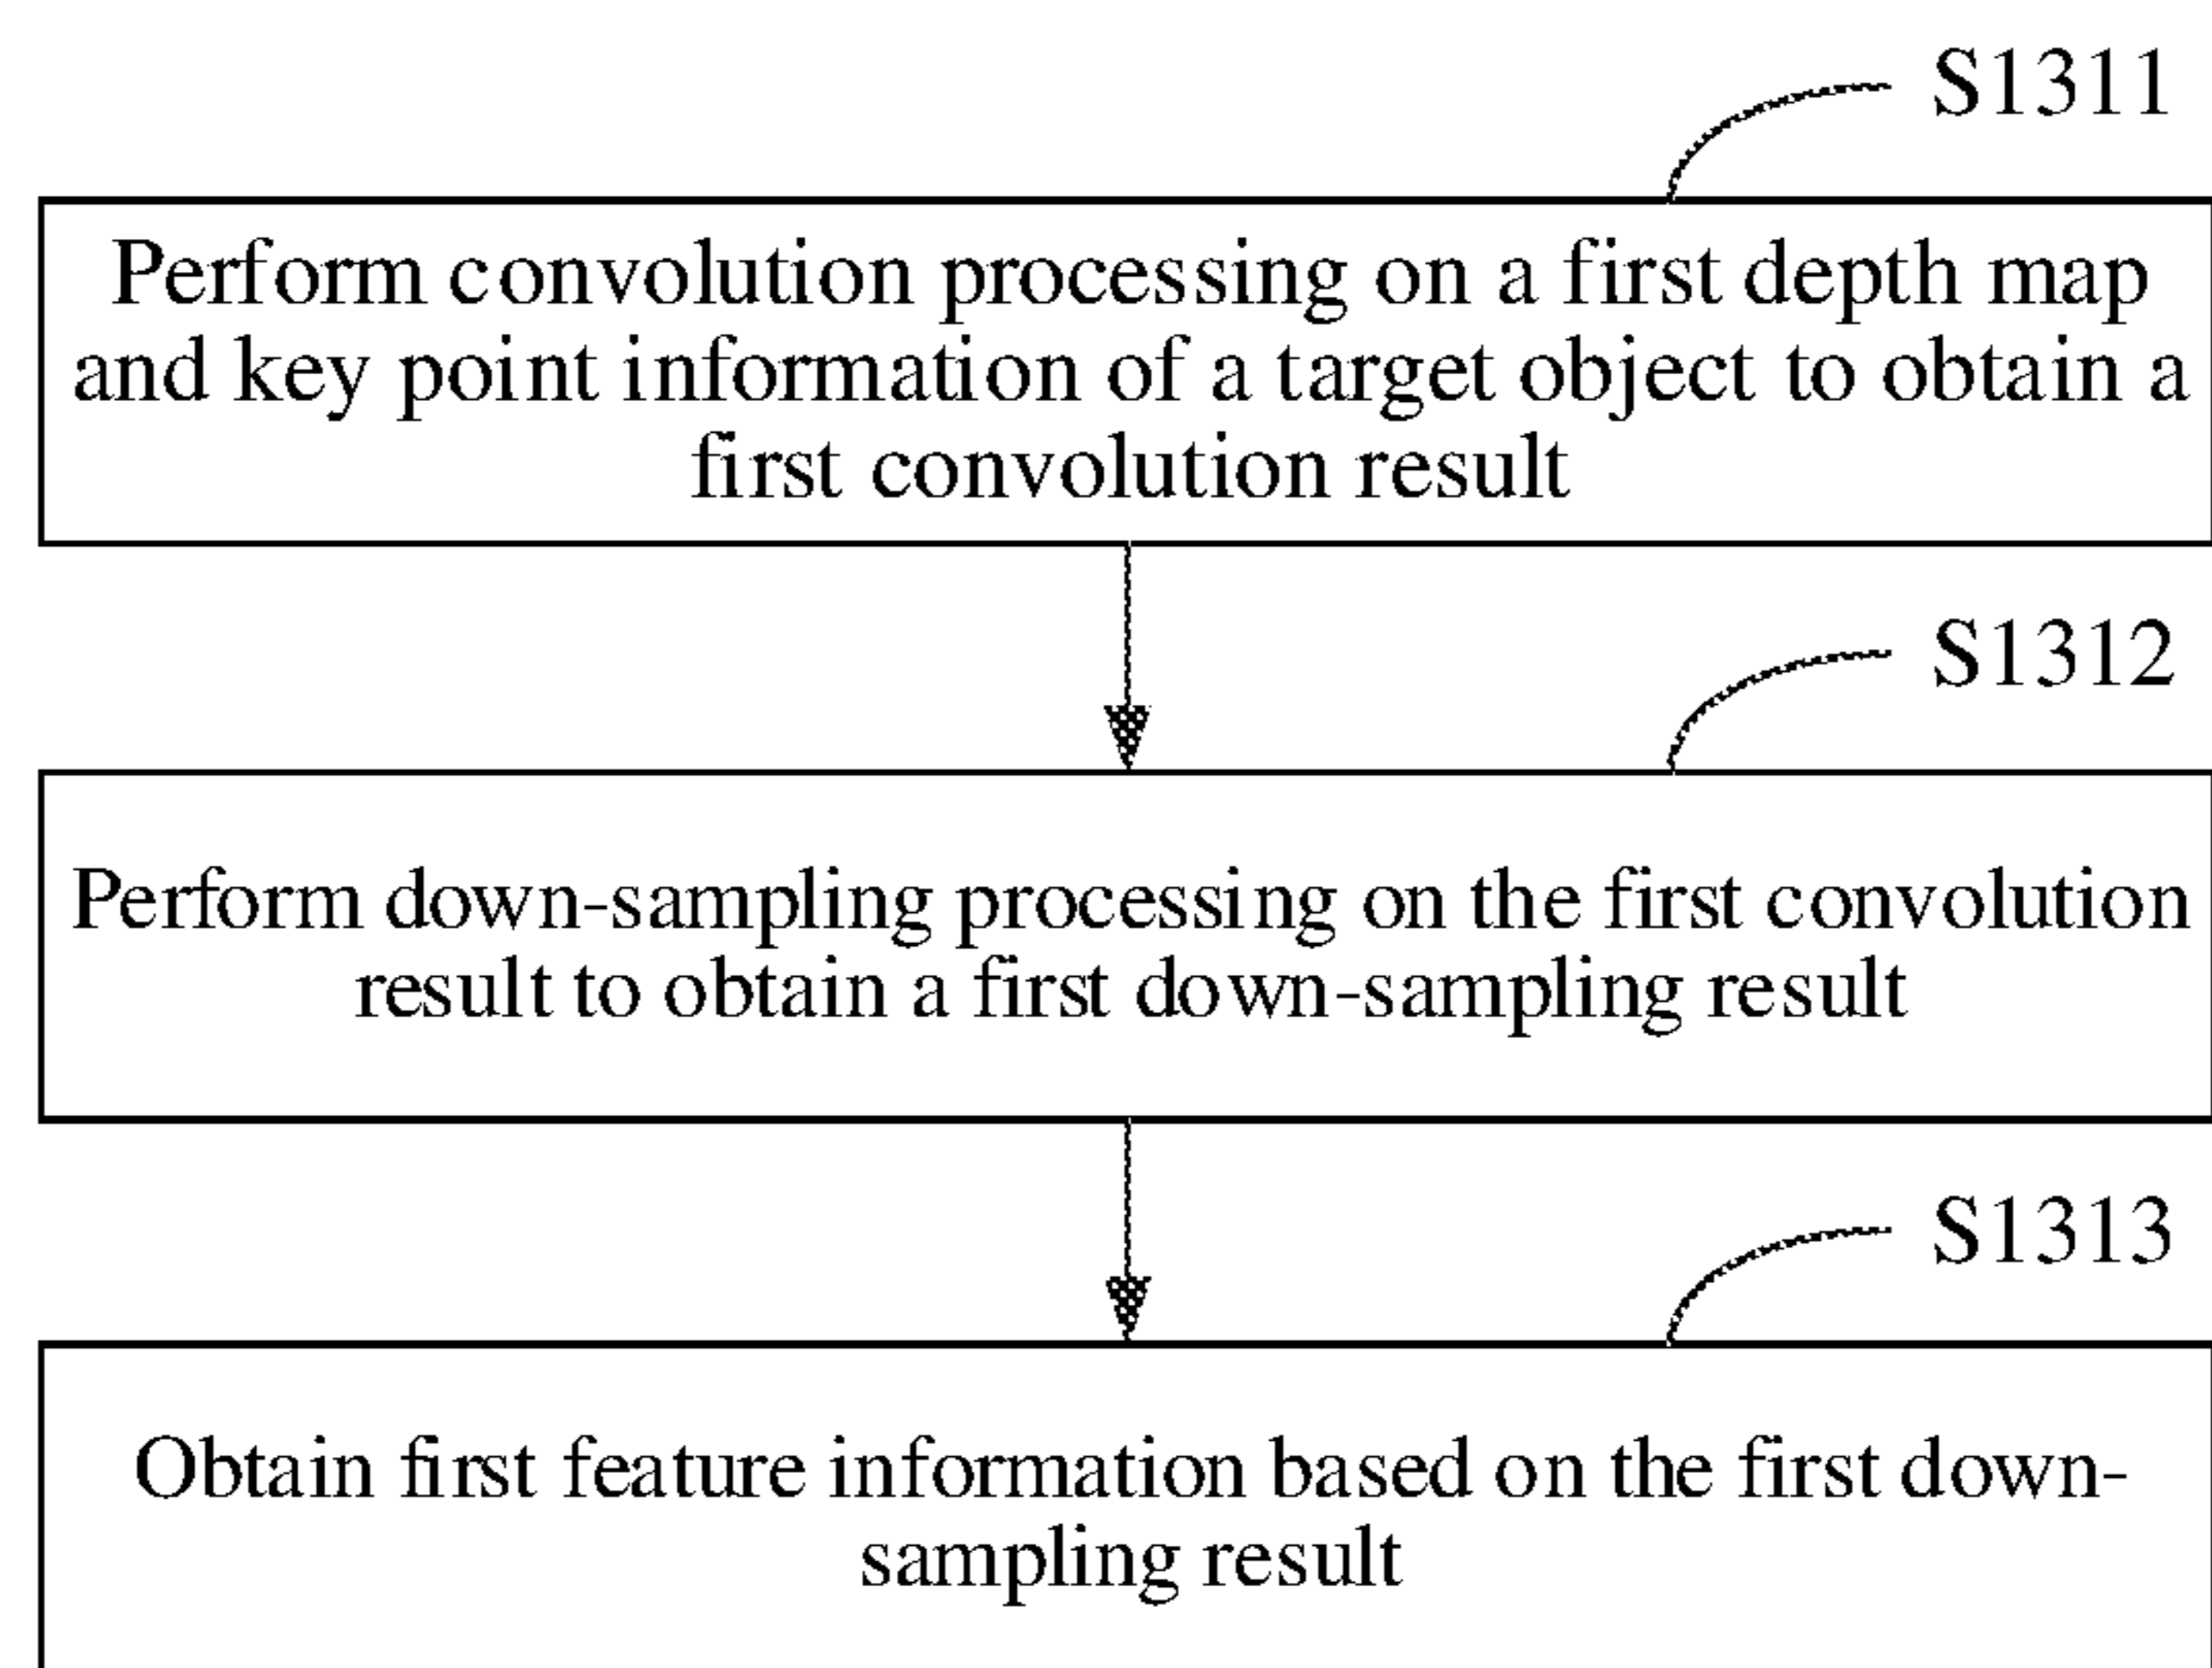 S1311
Perform convolution processing on a first depth map
and key point information of a target object to obtain a
first convolution result
S1312
Perform down-sampling processing on the first convolution
result to obtain a first down-sampling result
S1313
Obtain first feature information based on the first down-
sampling result